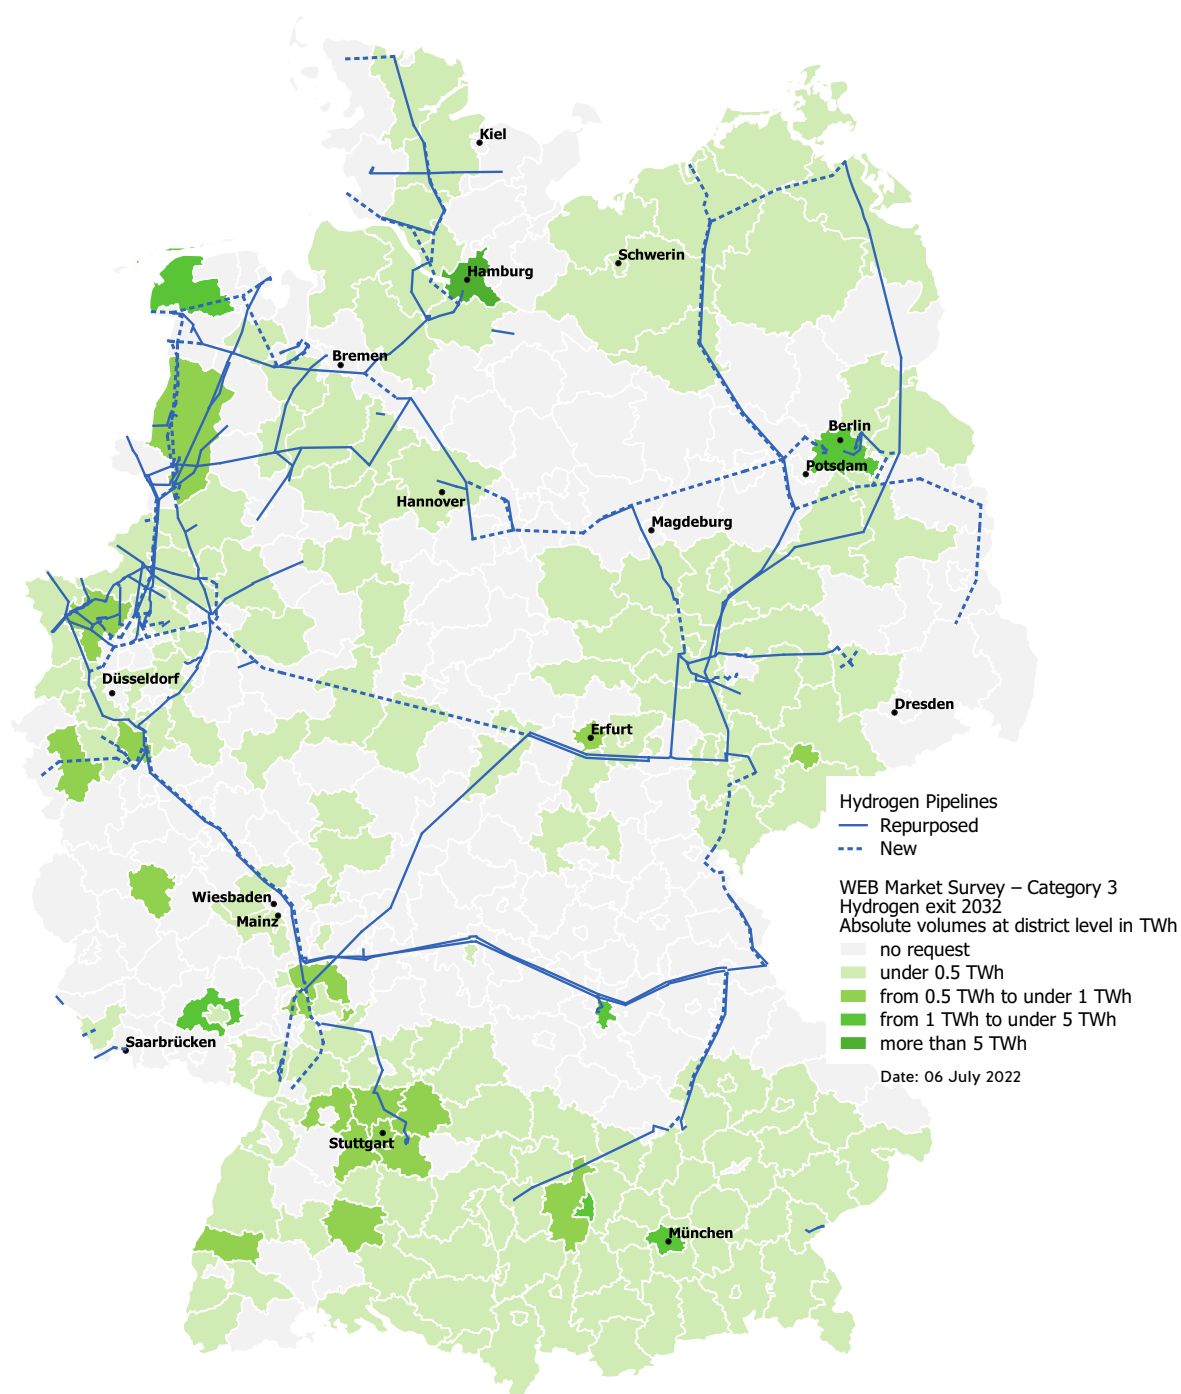 Kiel
Schwerin
Hamburg
Bremen
Berlin
Potsdam
Hannover
Magdeburg
Düsseldorf
Dresden
Erfurt
Wiesbaden
Mainz
Saarbrücken
Stuttgart
München
Hydrogen Pipelines
Repurposed
New
WEB Market Survey – Category 3
Hydrogen exit 2032
Absolute volumes at district level in TWh
no request
under 0.5 TWh
from 0.5 TWh to under 1 TWh
from 1 TWh to under 5 TWh
more than 5 TWh
Date: 06 July 2022